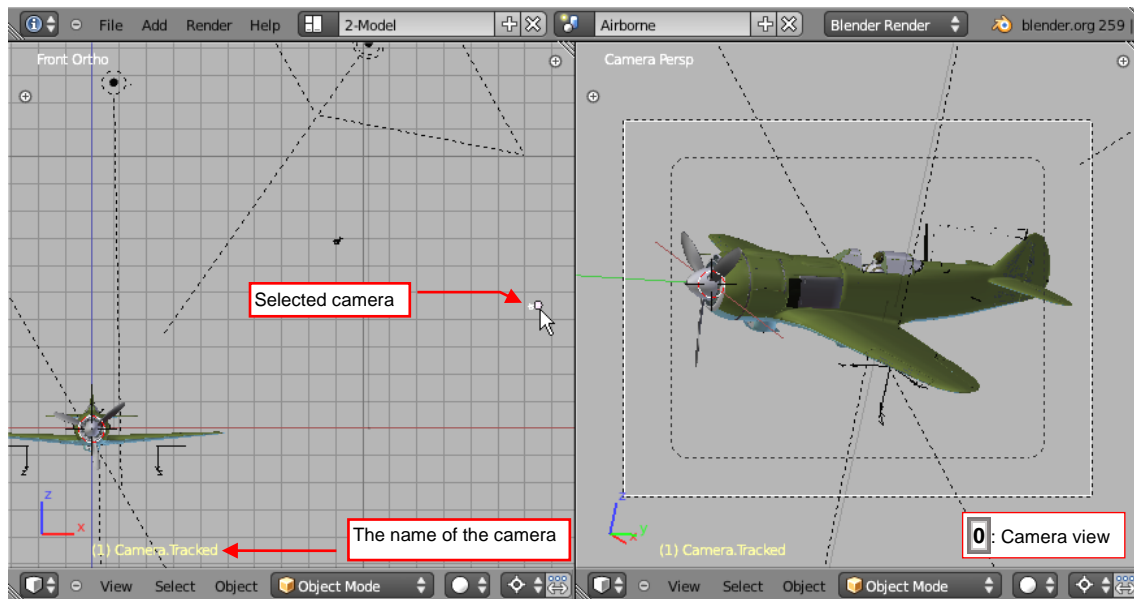 File Add Render Help 2-Model Airborne Blender Render blender.org 259
Front Ortho
Camera Persp
Selected camera
z
x
The name of the camera
(1) Camera.Tracked
z
y
x
(1) Camera.Tracked
0 : Camera view
View Select Object Object Mode
View Select Object Object Mode